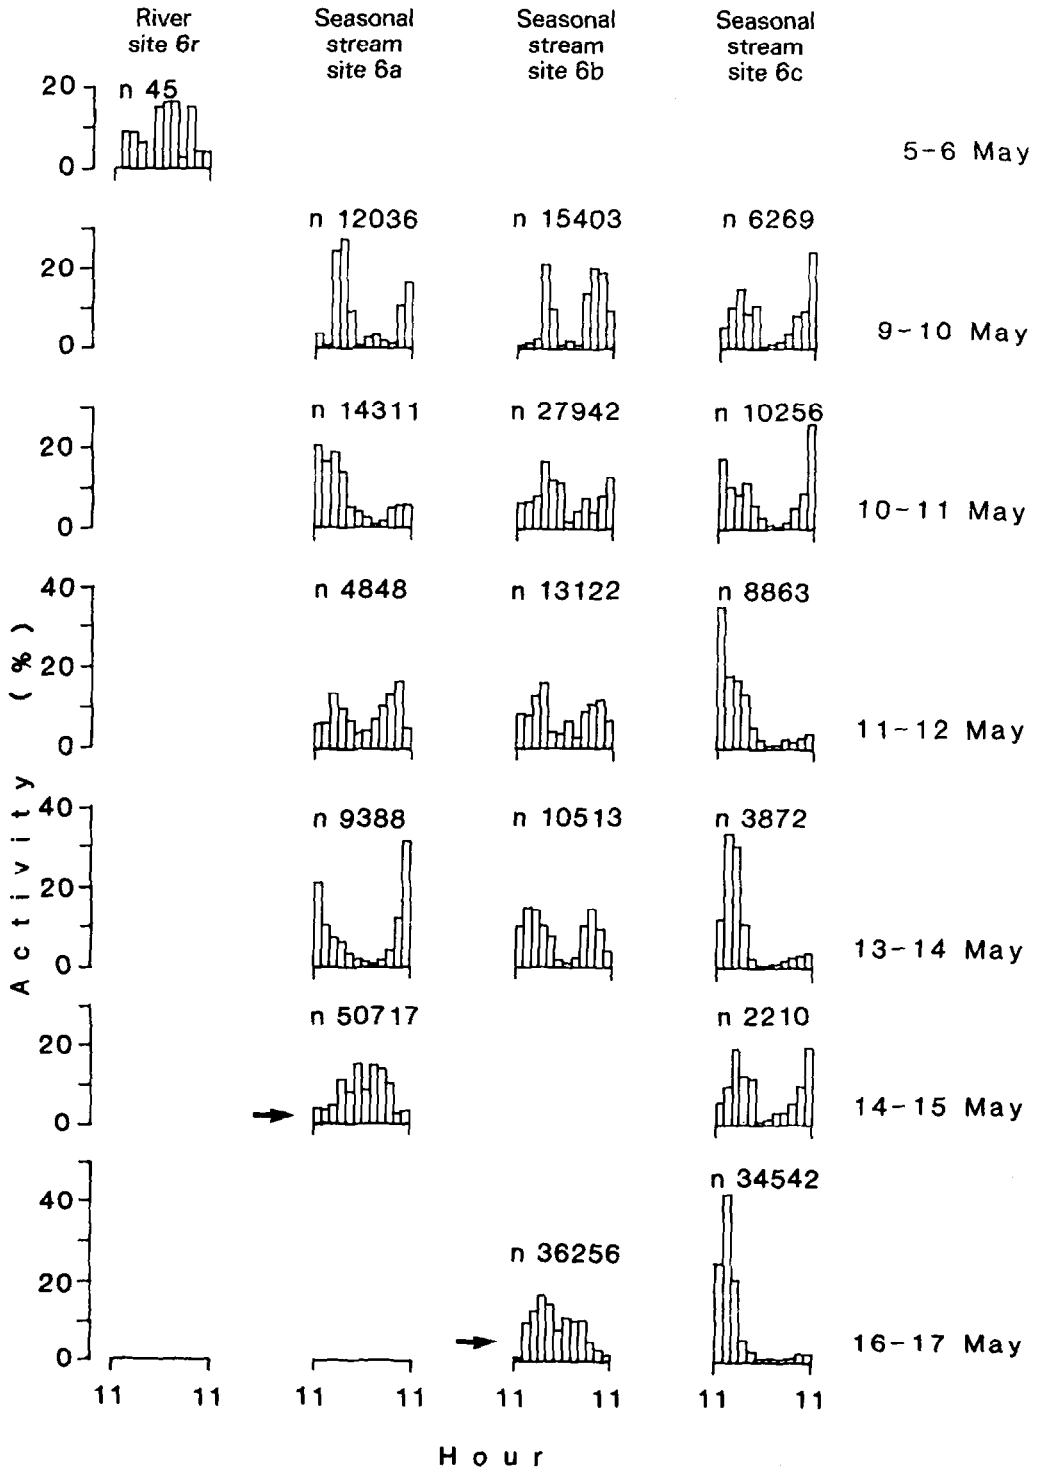 River
site 6r
Seasonal
stream
site 6a
Seasonal
stream
site 6b
Seasonal
stream
site 6c
20
0
n 45
5-6 May
20
0
n 12036
n 15403
n 6269
9-10 May
20
0
n 14311
n 27942
n 10256
10-11 May
40
20
0
n 4848
n 13122
n 8863
11-12 May
40
20
0
n 9388
n 10513
n 3872
13-14 May
20
0
n 50717
n 2210
14-15 May
40
20
0
n 36256
n 34542
16-17 May
11 11 11 11 11 11 11 11
Hour
Activity (%)